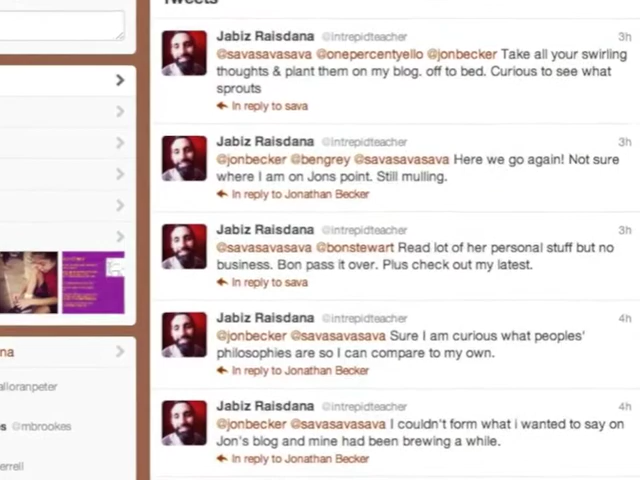 Tweets
Jabiz Raisdana @intrepidteacher 3h
@savasavasava @onepercentyello @jonbecker Take all your swirling
thoughts & plant them on my blog. off to bed. Curious to see what
sprouts
In reply to sava
Jabiz Raisdana @intrepidteacher 3h
@jonbecker @bengrey @savasavasava Here we go again! Not sure
where I am on Jons point. Still mulling.
In reply to Jonathan Becker
Jabiz Raisdana @intrepidteacher 3h
@savasavasava @bonstewart Read lot of her personal stuff but no
business. Bon pass it over. Plus check out my latest.
In reply to sava
Jabiz Raisdana @intrepidteacher 4h
@jonbecker @savasavasava Sure I am curious what peoples'
philosophies are so I can compare to my own.
In reply to Jonathan Becker
Jabiz Raisdana @intrepidteacher 4h
@jonbecker @savasavasava I couldn't form what i wanted to say on
Jon's blog and mine had been brewing a while.
In reply to Jonathan Becker
na
alloranpeter
s @mbrookes
errell